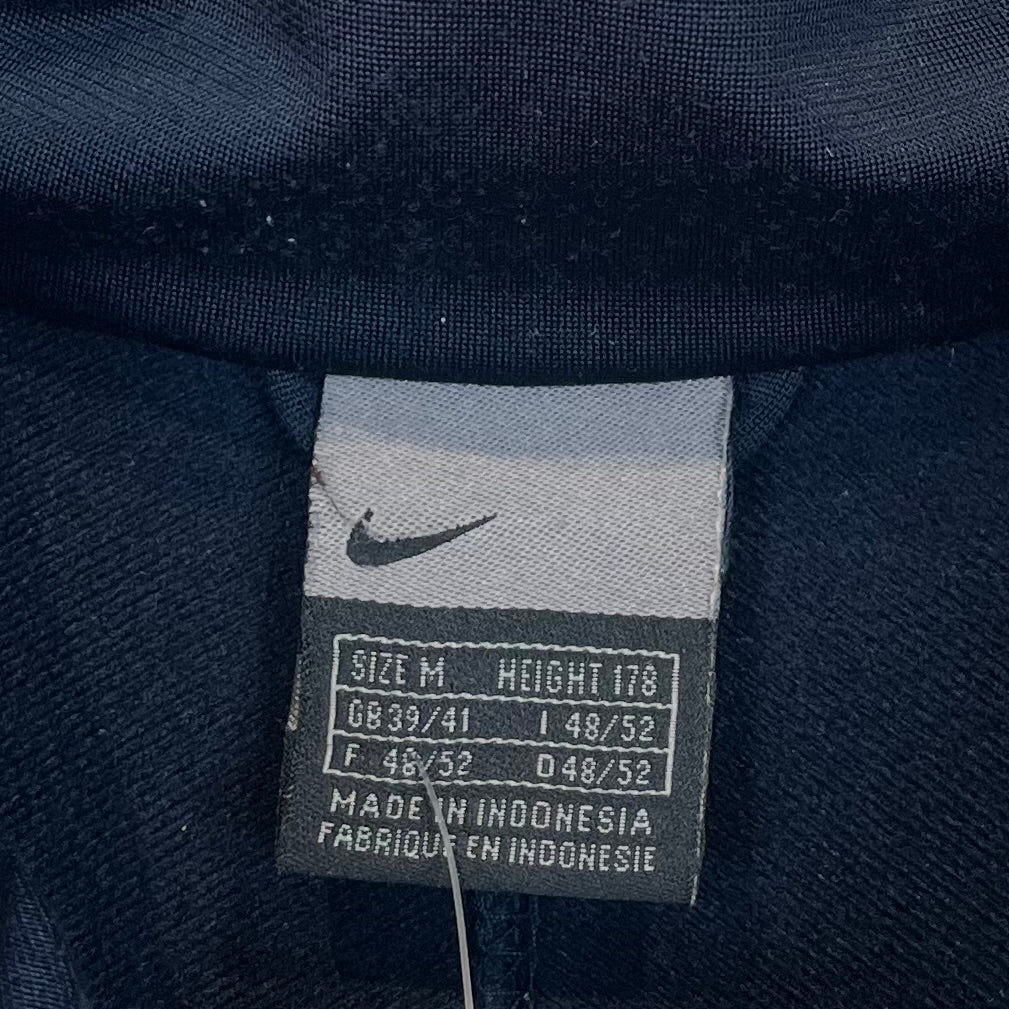 SIZE M HEIGHT 178
GB 39/41 I 48/52
F 48/52 D 48/52
MADE IN INDONESIA
FABRIQUE EN INDONESIE